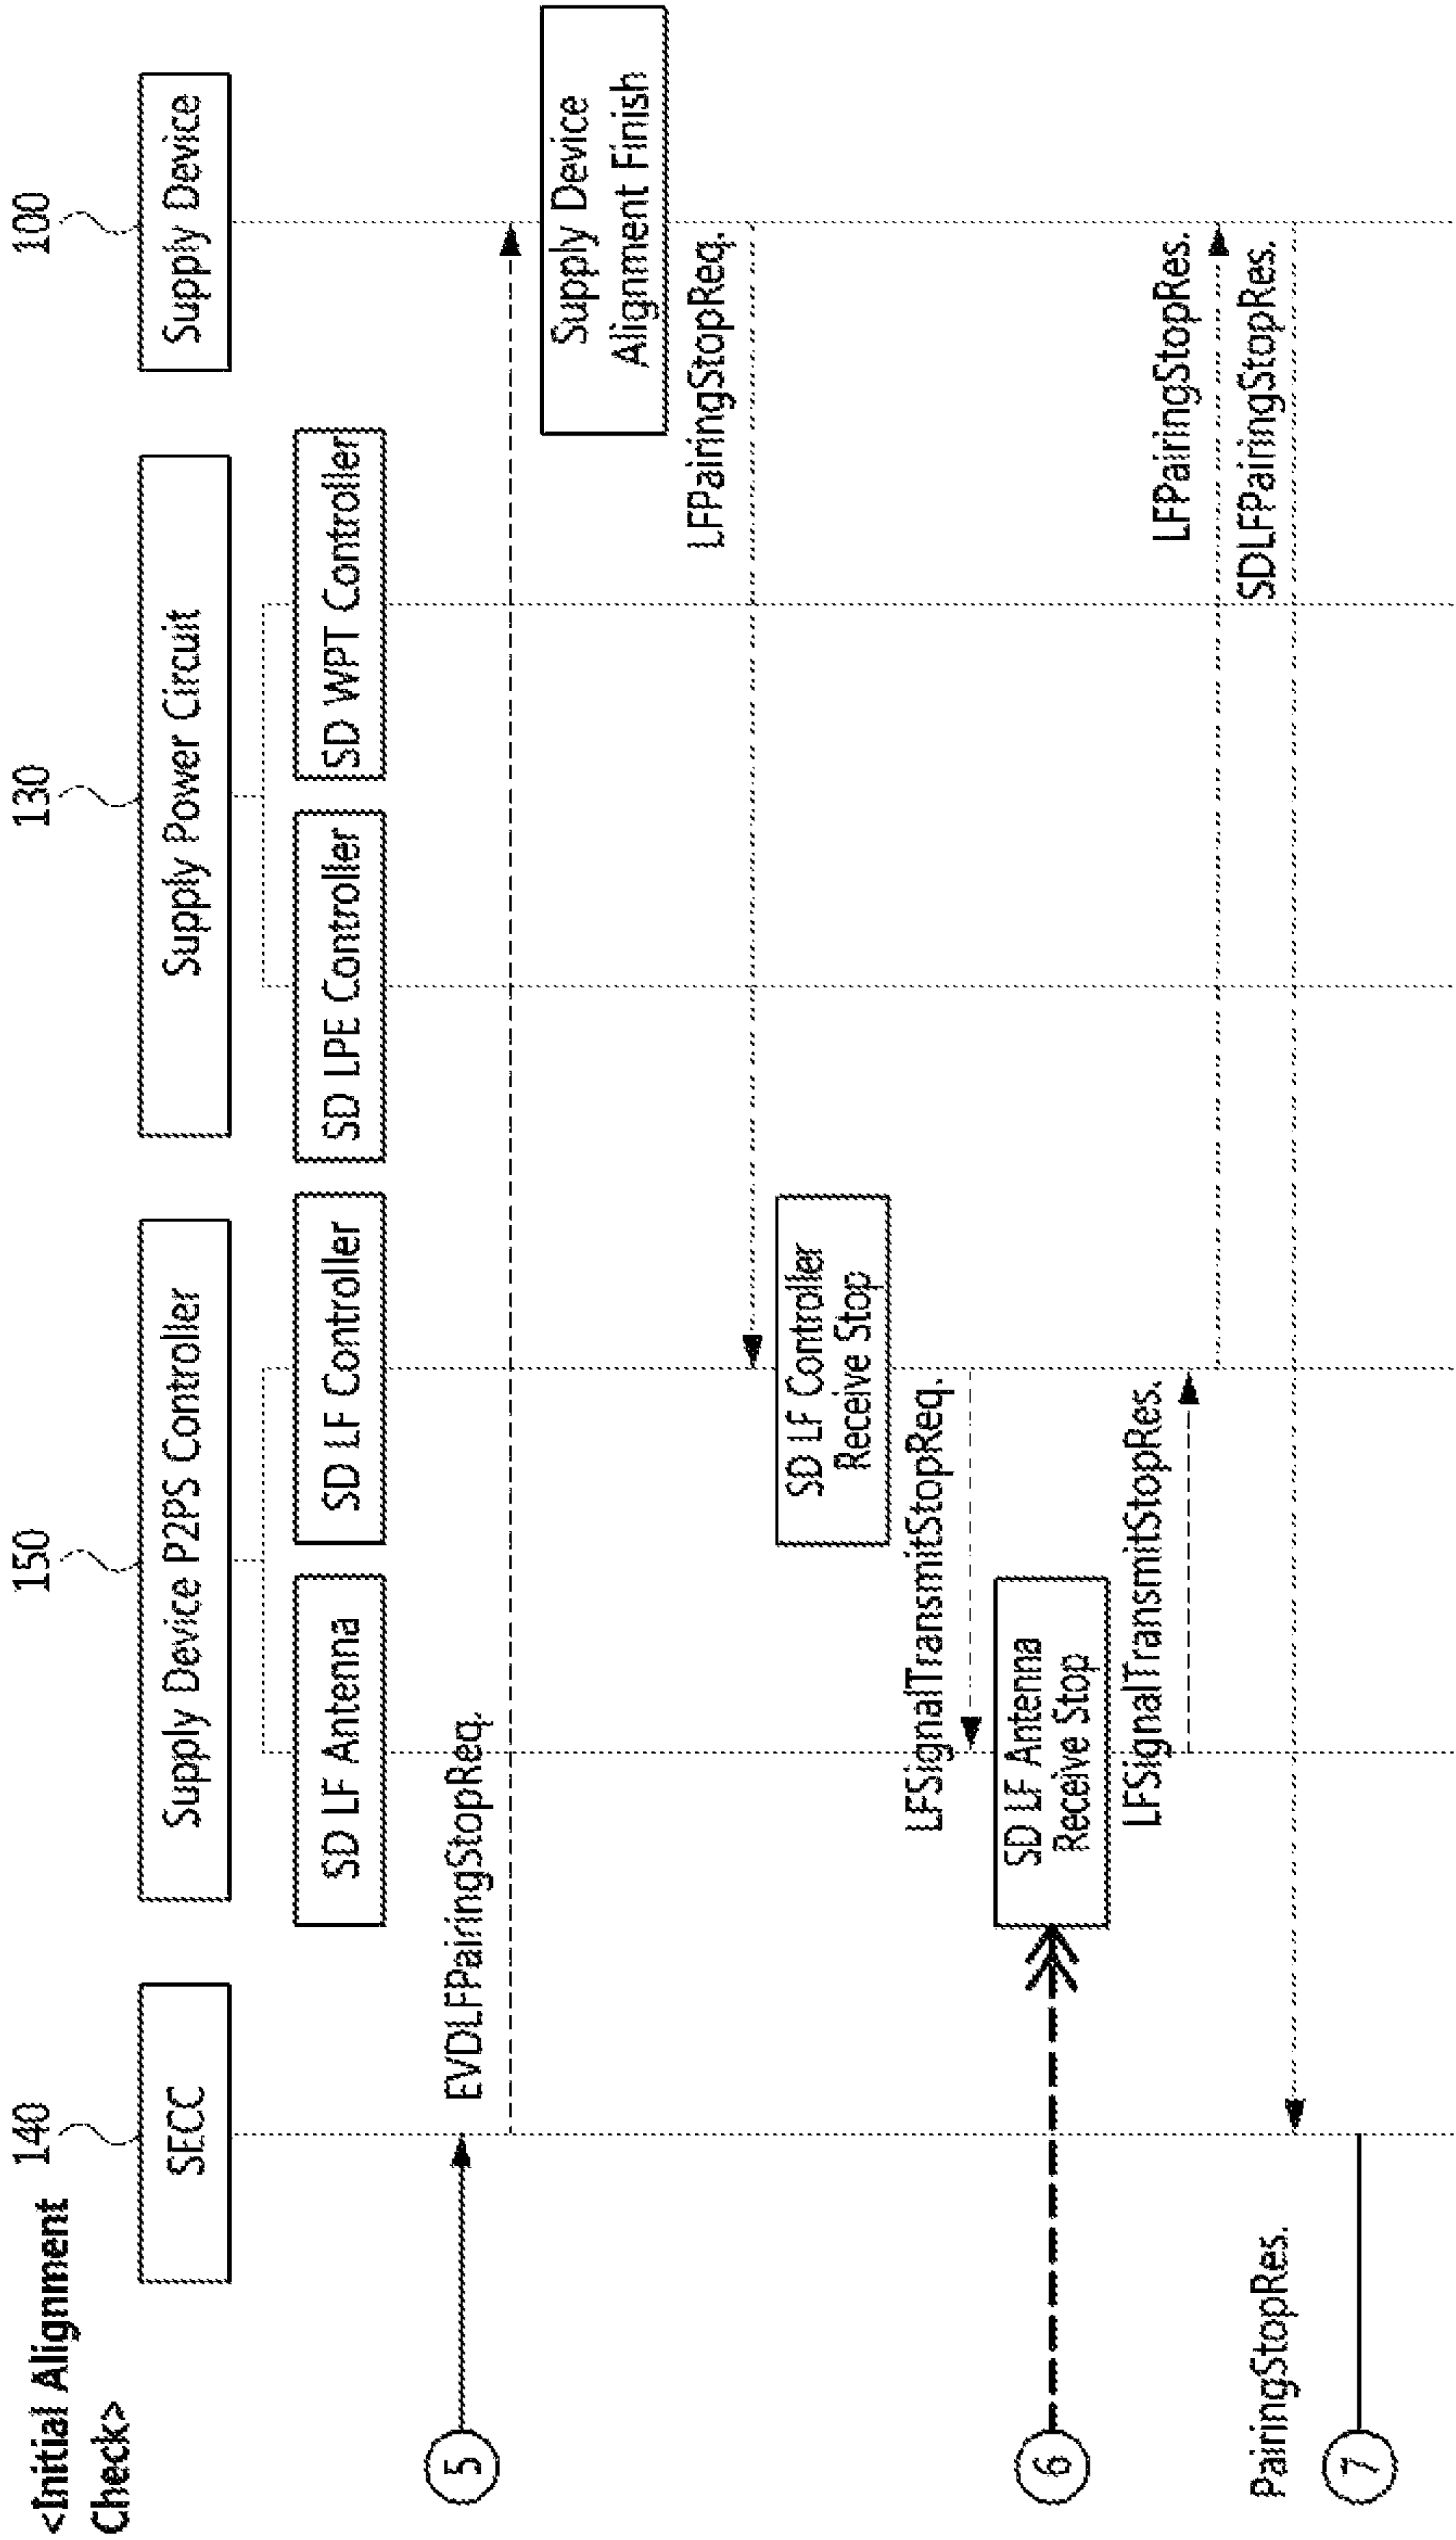 <Initial Alignment
Check>
140
150
130
100
SECC
Supply Device P2PS Controller
Supply Power Circuit
Supply Device
SD LF Antenna
SD LF Controller
SD LPE Controller
SD WPT Controller
5
EVDLFPairingStopReq.
Supply Device
Alignment Finish
LFPairingStopReq.
SD LF Controller
Receive Stop
LFSignalTransmitStopReq.
6
SD LF Antenna
Receive Stop
LFSignalTransmitStopRes.
LFPairingStopRes.
SDLFPairingStopRes.
PairingStopRes.
7